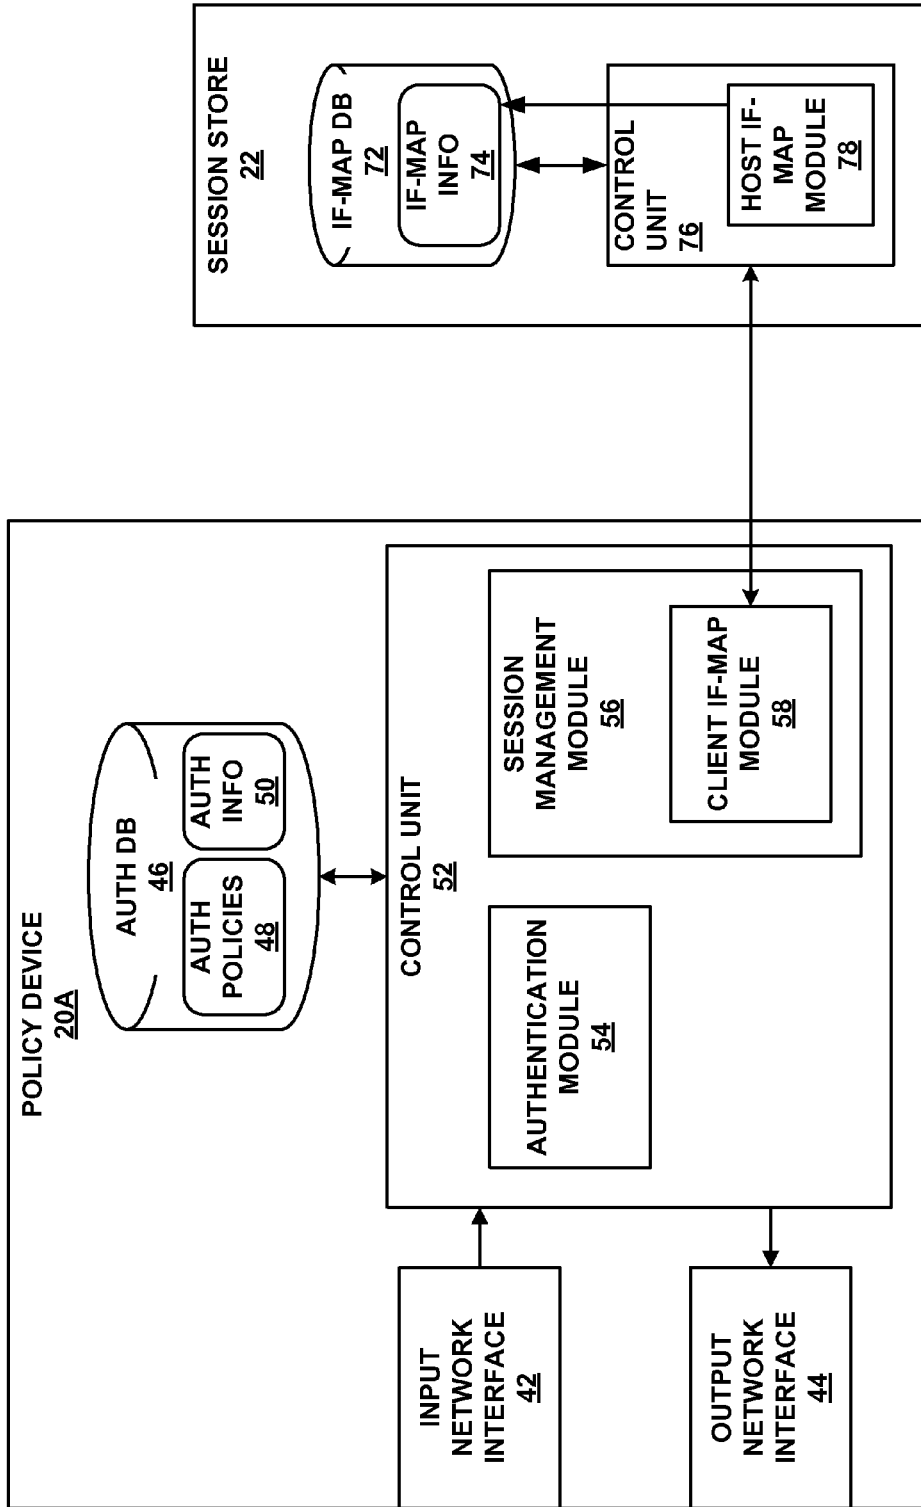 POLICY DEVICE
20A
AUTH DB
46
AUTH
POLICIES
48
AUTH
INFO
50
INPUT
NETWORK
INTERFACE
42
OUTPUT
NETWORK
INTERFACE
44
CONTROL UNIT
52
AUTHENTICATION
MODULE
54
SESSION
MANAGEMENT
MODULE
56
CLIENT IF-MAP
MODULE
58
SESSION STORE
22
IF-MAP DB
72
IF-MAP
INFO
74
CONTROL
UNIT
76
HOST IF-
MAP
MODULE
78